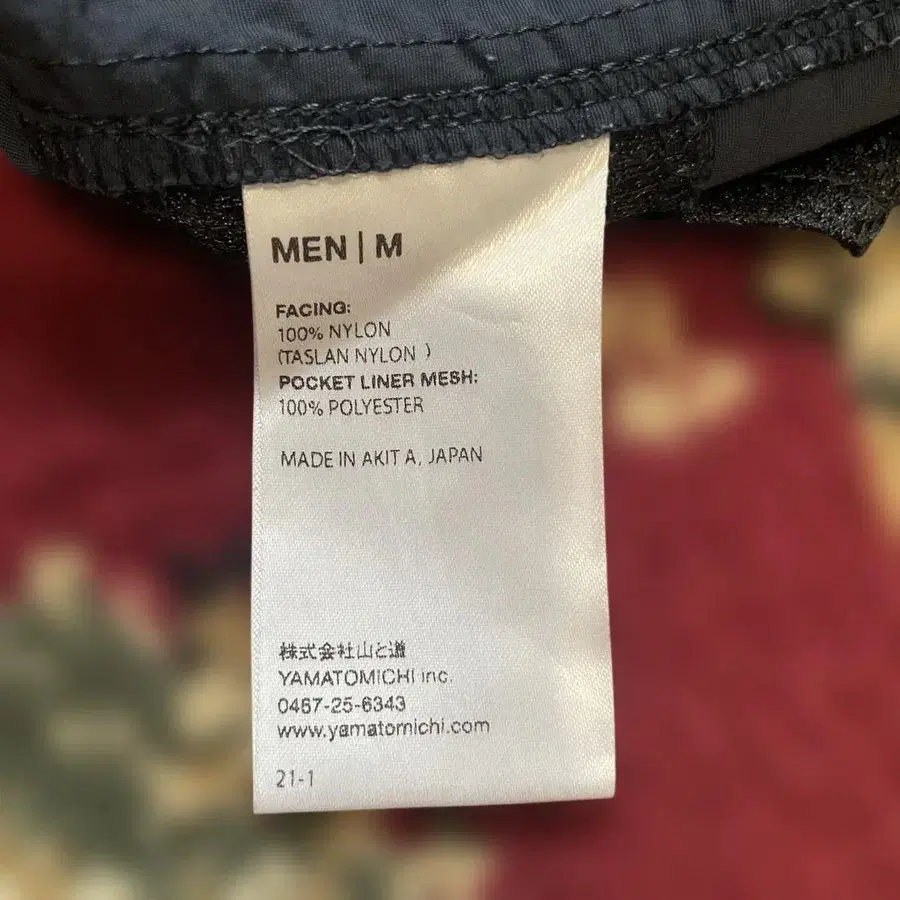 MEN | M
FACING:
100% NYLON
(TASLAN NYLON )
POCKET LINER MESH:
100% POLYESTER
MADE IN AKIT A, JAPAN
株式会社山と道
YAMATOMICHI inc.
0467-25-6343
www.yamatomichi.com
21-1